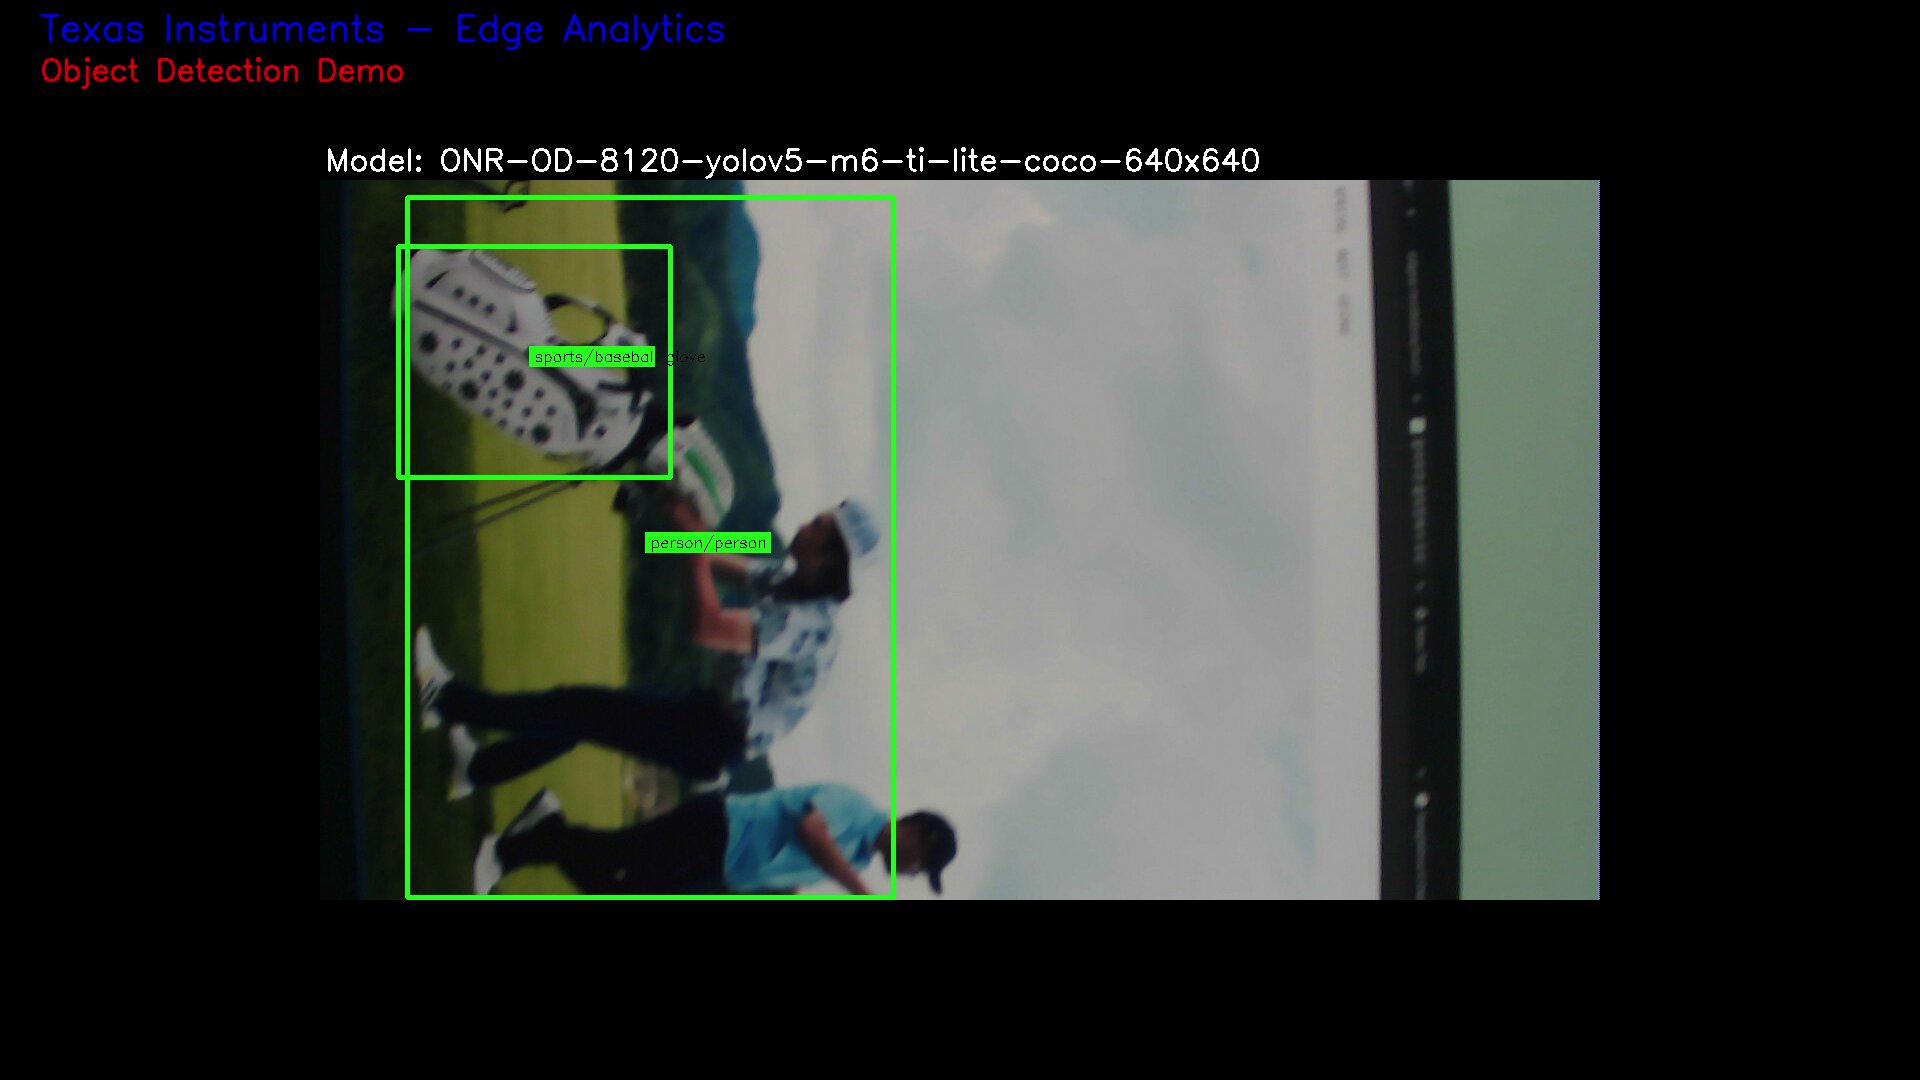 Texas Instruments - Edge Analytics
Object Detection Demo
Model: ONR-OD-8120-yolov5-m6-ti-lite-coco-640x640
sports/baseball glove
person/person